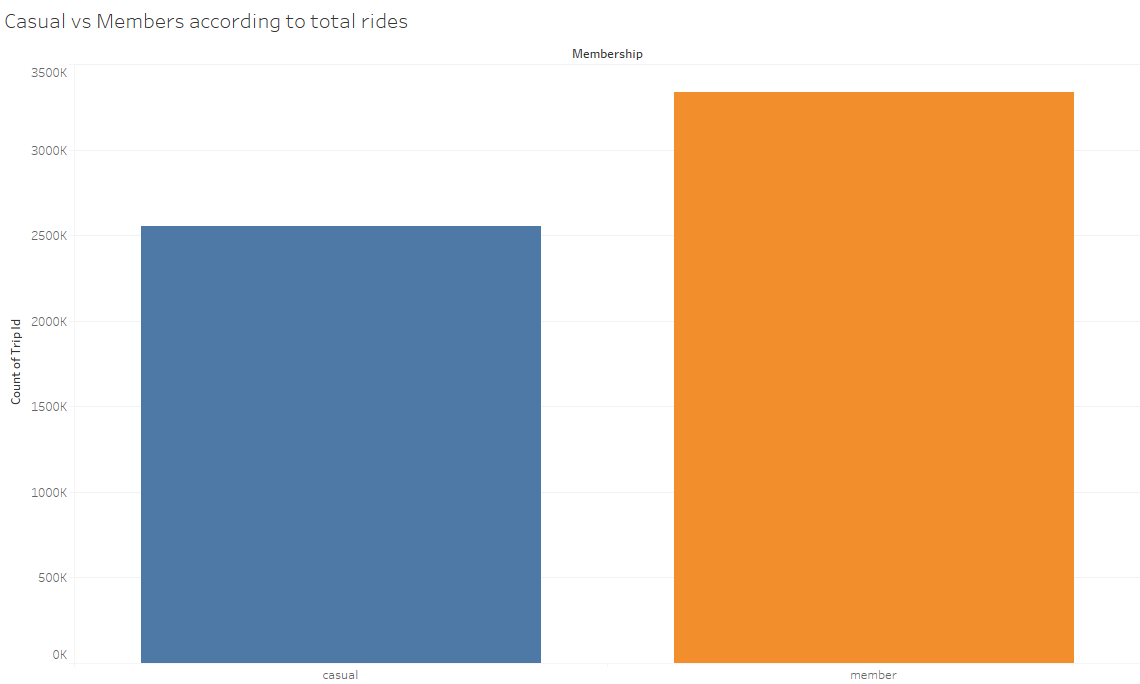 Casual vs Members according to total rides
Membership
3500K
3000K
2500K
2000K
1500K
1000K
500K
0K
Count of Trip Id
casual
member